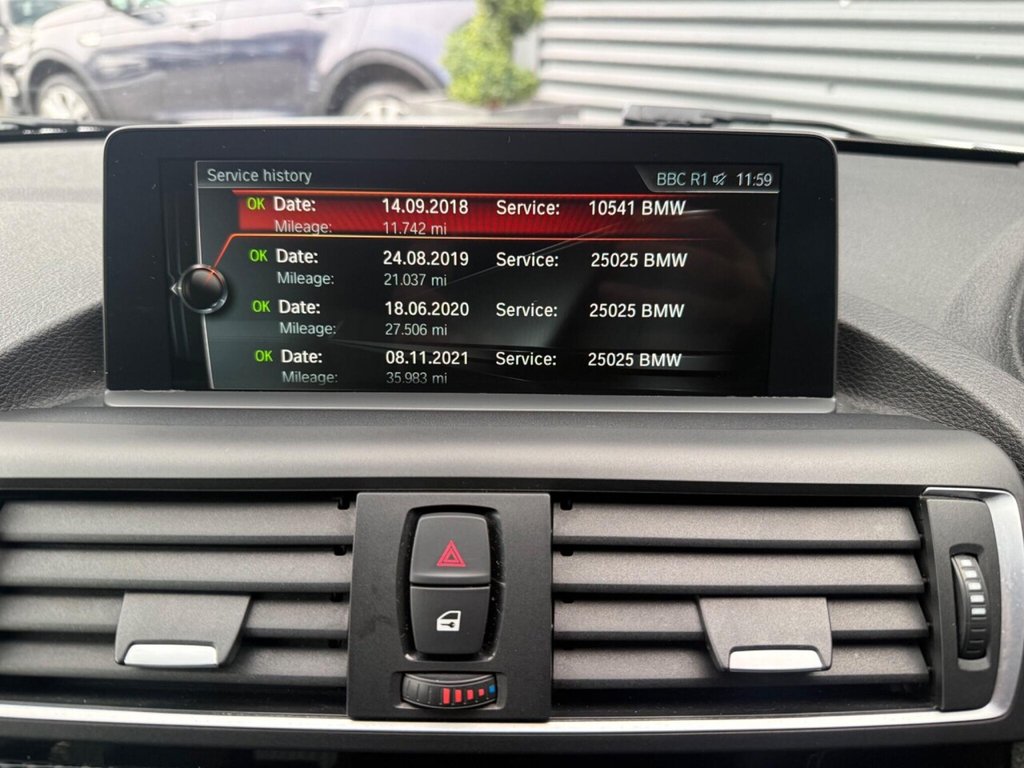 Service history BBC R1 11:59
OK Date: 14.09.2018 Service: 10541 BMW
Mileage: 11.742 mi
OK Date: 24.08.2019 Service: 25025 BMW
Mileage: 21.037 mi
OK Date: 18.06.2020 Service: 25025 BMW
Mileage: 27.506 mi
OK Date: 08.11.2021 Service: 25025 BMW
Mileage: 35.983 mi